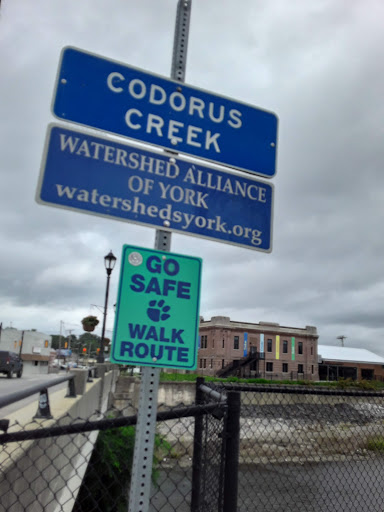 CODORUS
CREEK
WATERSHED ALLIANCE
OF YORK
watershedsyork.org
GO
SAFE
WALK
ROUTE